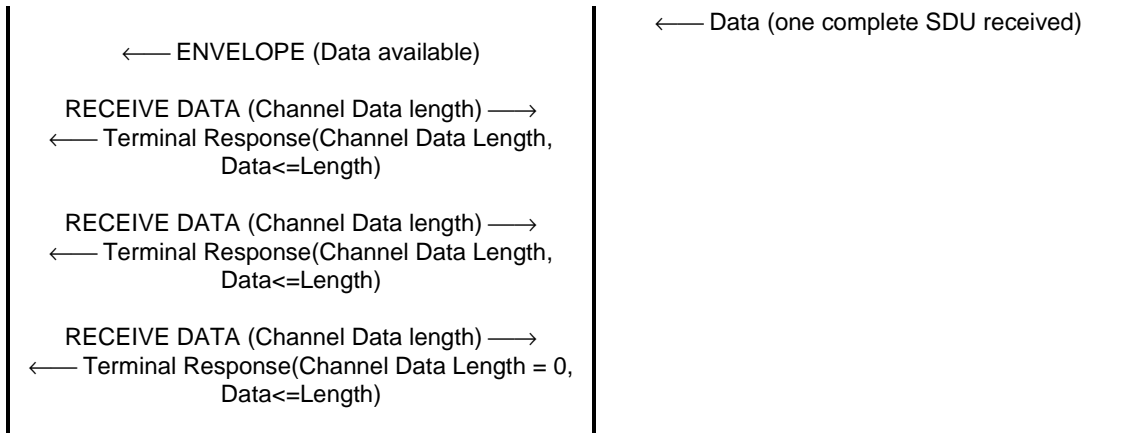 ← Data (one complete SDU received)
← ENVELOPE (Data available)
RECEIVE DATA (Channel Data length) →
← Terminal Response(Channel Data Length,
Data<=Length)
RECEIVE DATA (Channel Data length) →
← Terminal Response(Channel Data Length,
Data<=Length)
RECEIVE DATA (Channel Data length) →
← Terminal Response(Channel Data Length = 0,
Data<=Length)